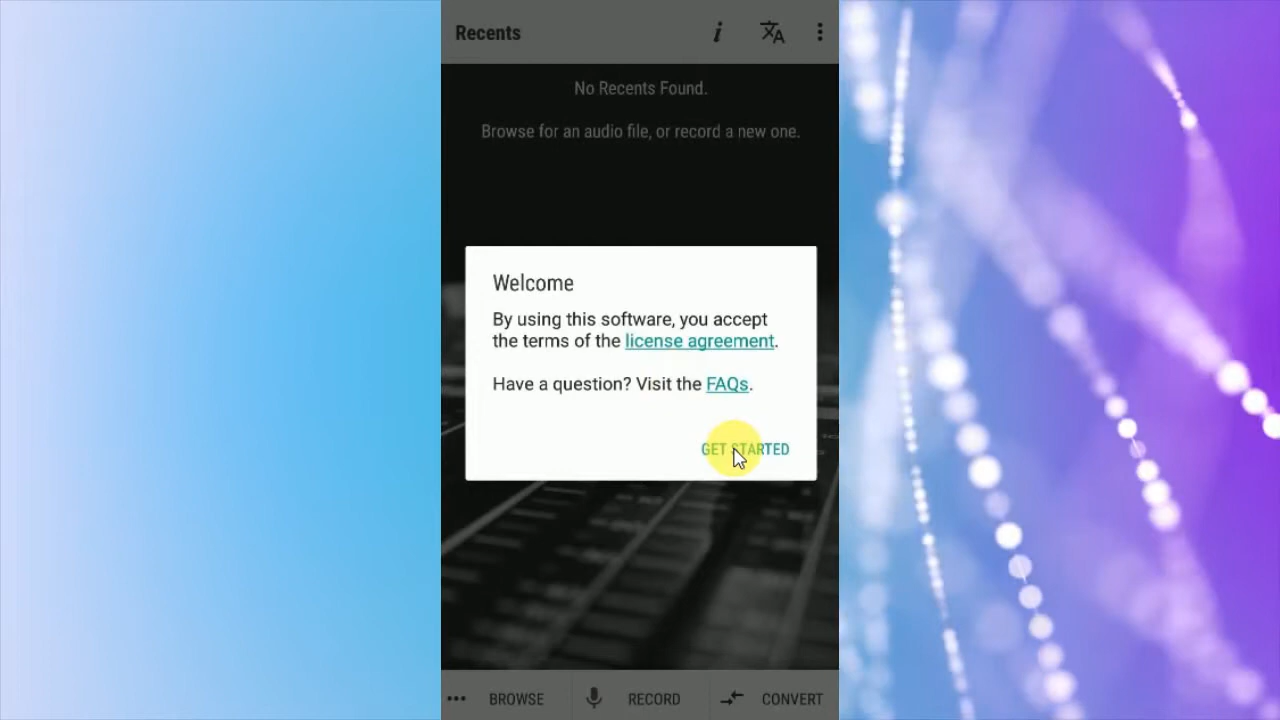 Recents
No Recents Found.
Browse for an audio file, or record a new one.
Welcome
By using this software, you accept
the terms of the license agreement.
Have a question? Visit the FAQs.
GET STARTED
BROWSE RECORD CONVERT